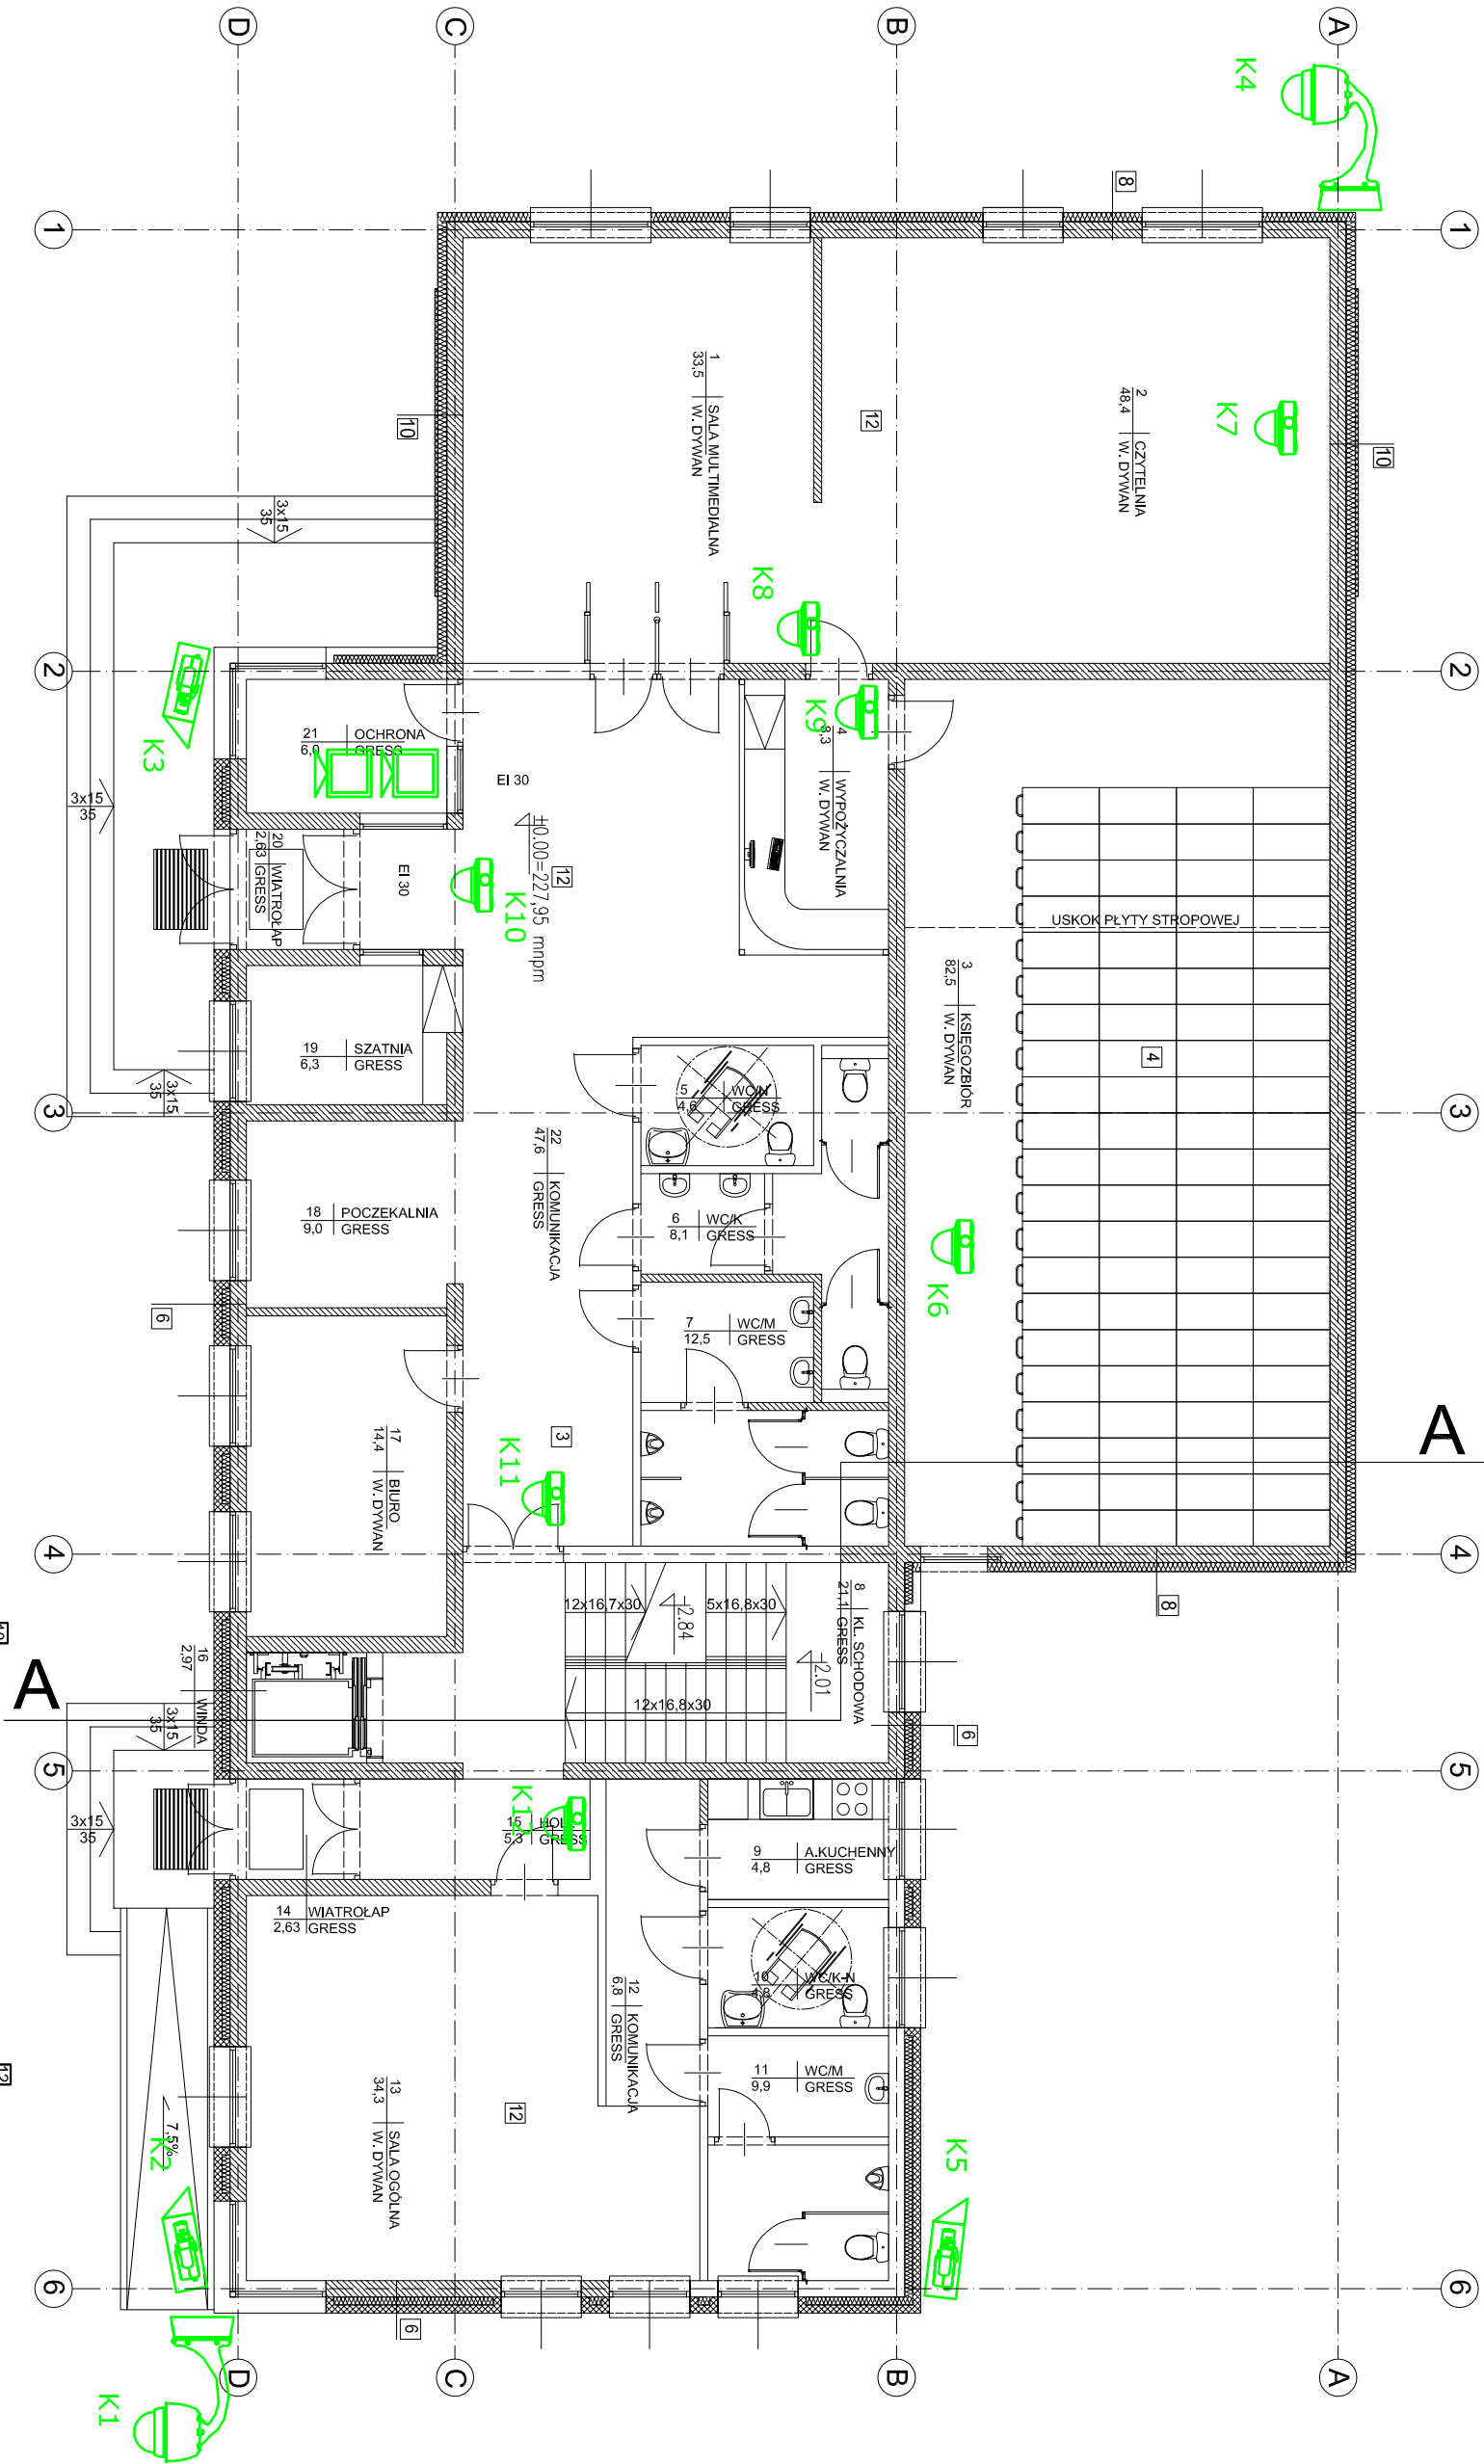 D
C
B
A
K4
8
1
1
1
33,5
SALA MULTIMEDIALNA
W. DYWAN
2
48,4
CZYTELNIA
W. DYWAN
K7
12
10
10
3x15
35
K8
2
2
K3
21
6,0
OCHRONA
GRESS
EI 30
K9
4
8,3
WYPOŻYCZALNIA
W. DYWAN
3x15
35
20
2,63
WIATROŁAP
GRESS
EI 30
±0.00=227,95 mnpm
12
K10
USKOK PŁYTY STROPOWEJ
3
82,5
KSIĘGOZBIÓR
W. DYWAN
4
19
6,3
SZATNIA
GRESS
3x15
35
3
3
5
4,6
WC/N
GRESS
22
47,6
KOMUNIKACJA
GRESS
18
9,0
POCZEKALNIA
GRESS
6
8,1
WC/K
GRESS
K6
6
7
12,5
WC/M
GRESS
17
14,4
BIURO
W. DYWAN
K11
3
A
4
4
12x16,7x30
5x16,8x30
-2.84
-2.01
8
21,1
KL. SCHODOWA
GRESS
8
12x16,8x30
16
2,97
WINDA
A
3x15
35
6
5
5
3x15
35
K12
15
5,3
HOL
GRESS
9
4,8
A.KUCHENNY
GRESS
14
2,63
WIATROŁAP
GRESS
10
4,8
WC/K-N
GRESS
12
6,8
KOMUNIKACJA
GRESS
11
9,9
WC/M
GRESS
13
34,3
SALA OGÓLNA
W. DYWAN
12
12
7,5%
K2
K5
6
6
6
K1
D
C
B
A